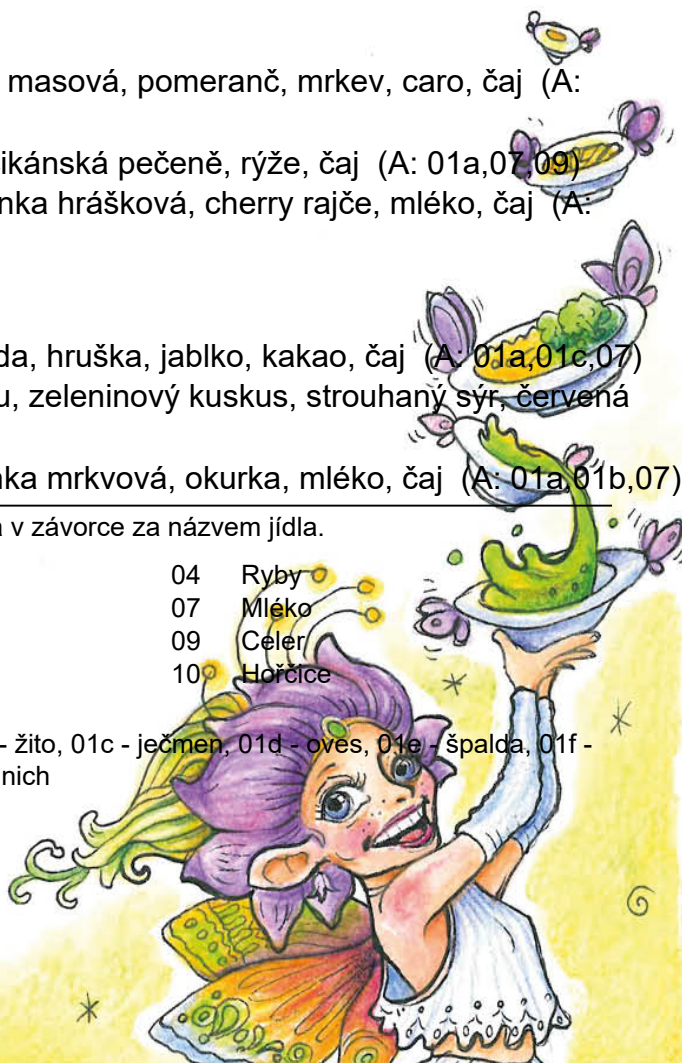 masová, pomeranč, mrkev, caro, čaj (A:
ikánská pečeně, rýže, čaj (A: 01a,07,09)
nka hrášková, cherry rajče, mléko, čaj (A:
da, hruška, jablko, kakao, čaj (A: 01a,01c,07)
u, zeleninový kuskus, strouhaný sýr, červená
ka mrkvová, okurka, mléko, čaj (A: 01a,01b,07)
a v závorce za názvem jídla.
04 Ryby
07 Mléko
09 Celer
10 Hořčice
- žito, 01c - ječmen, 01d - oves, 01e - špalda, 01f -
nich